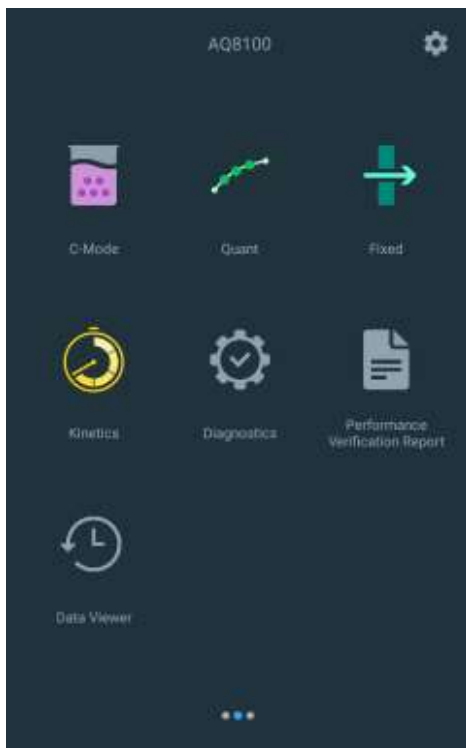 AQ8100
C-Mode
Quant
Fixed
Kinetics
Diagnostics
Performance
Verification Report
Data Viewer